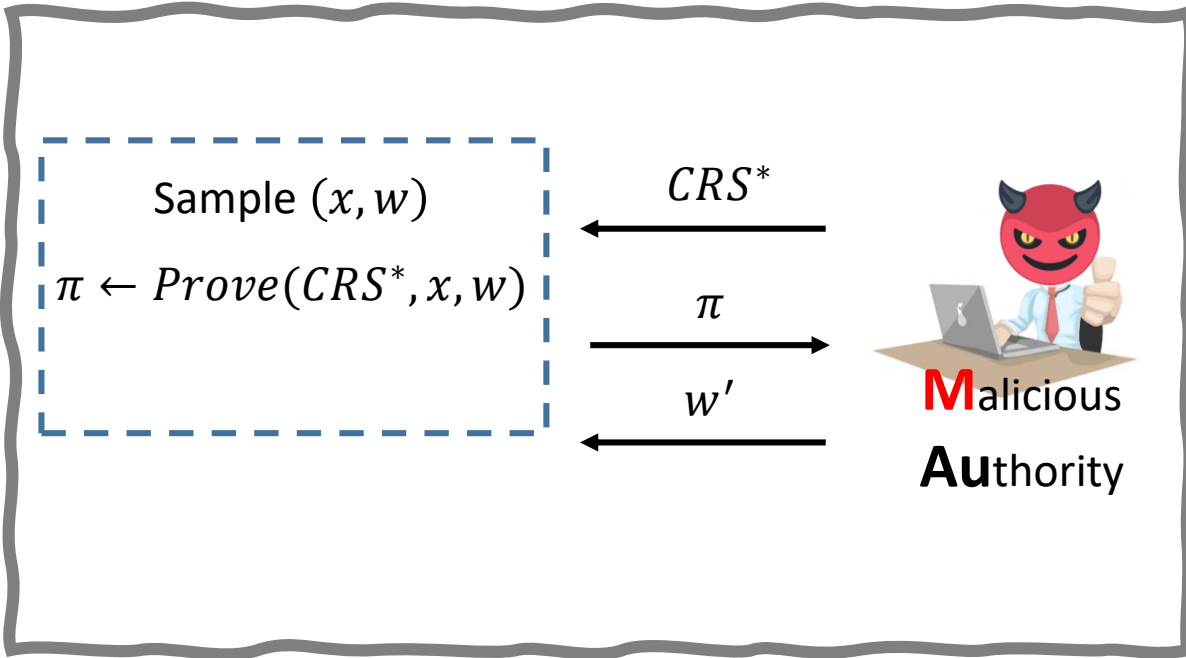 Sample (x, w)
π ← Prove(CRS*, x, w)
CRS*
π
w′
Malicious
Authority